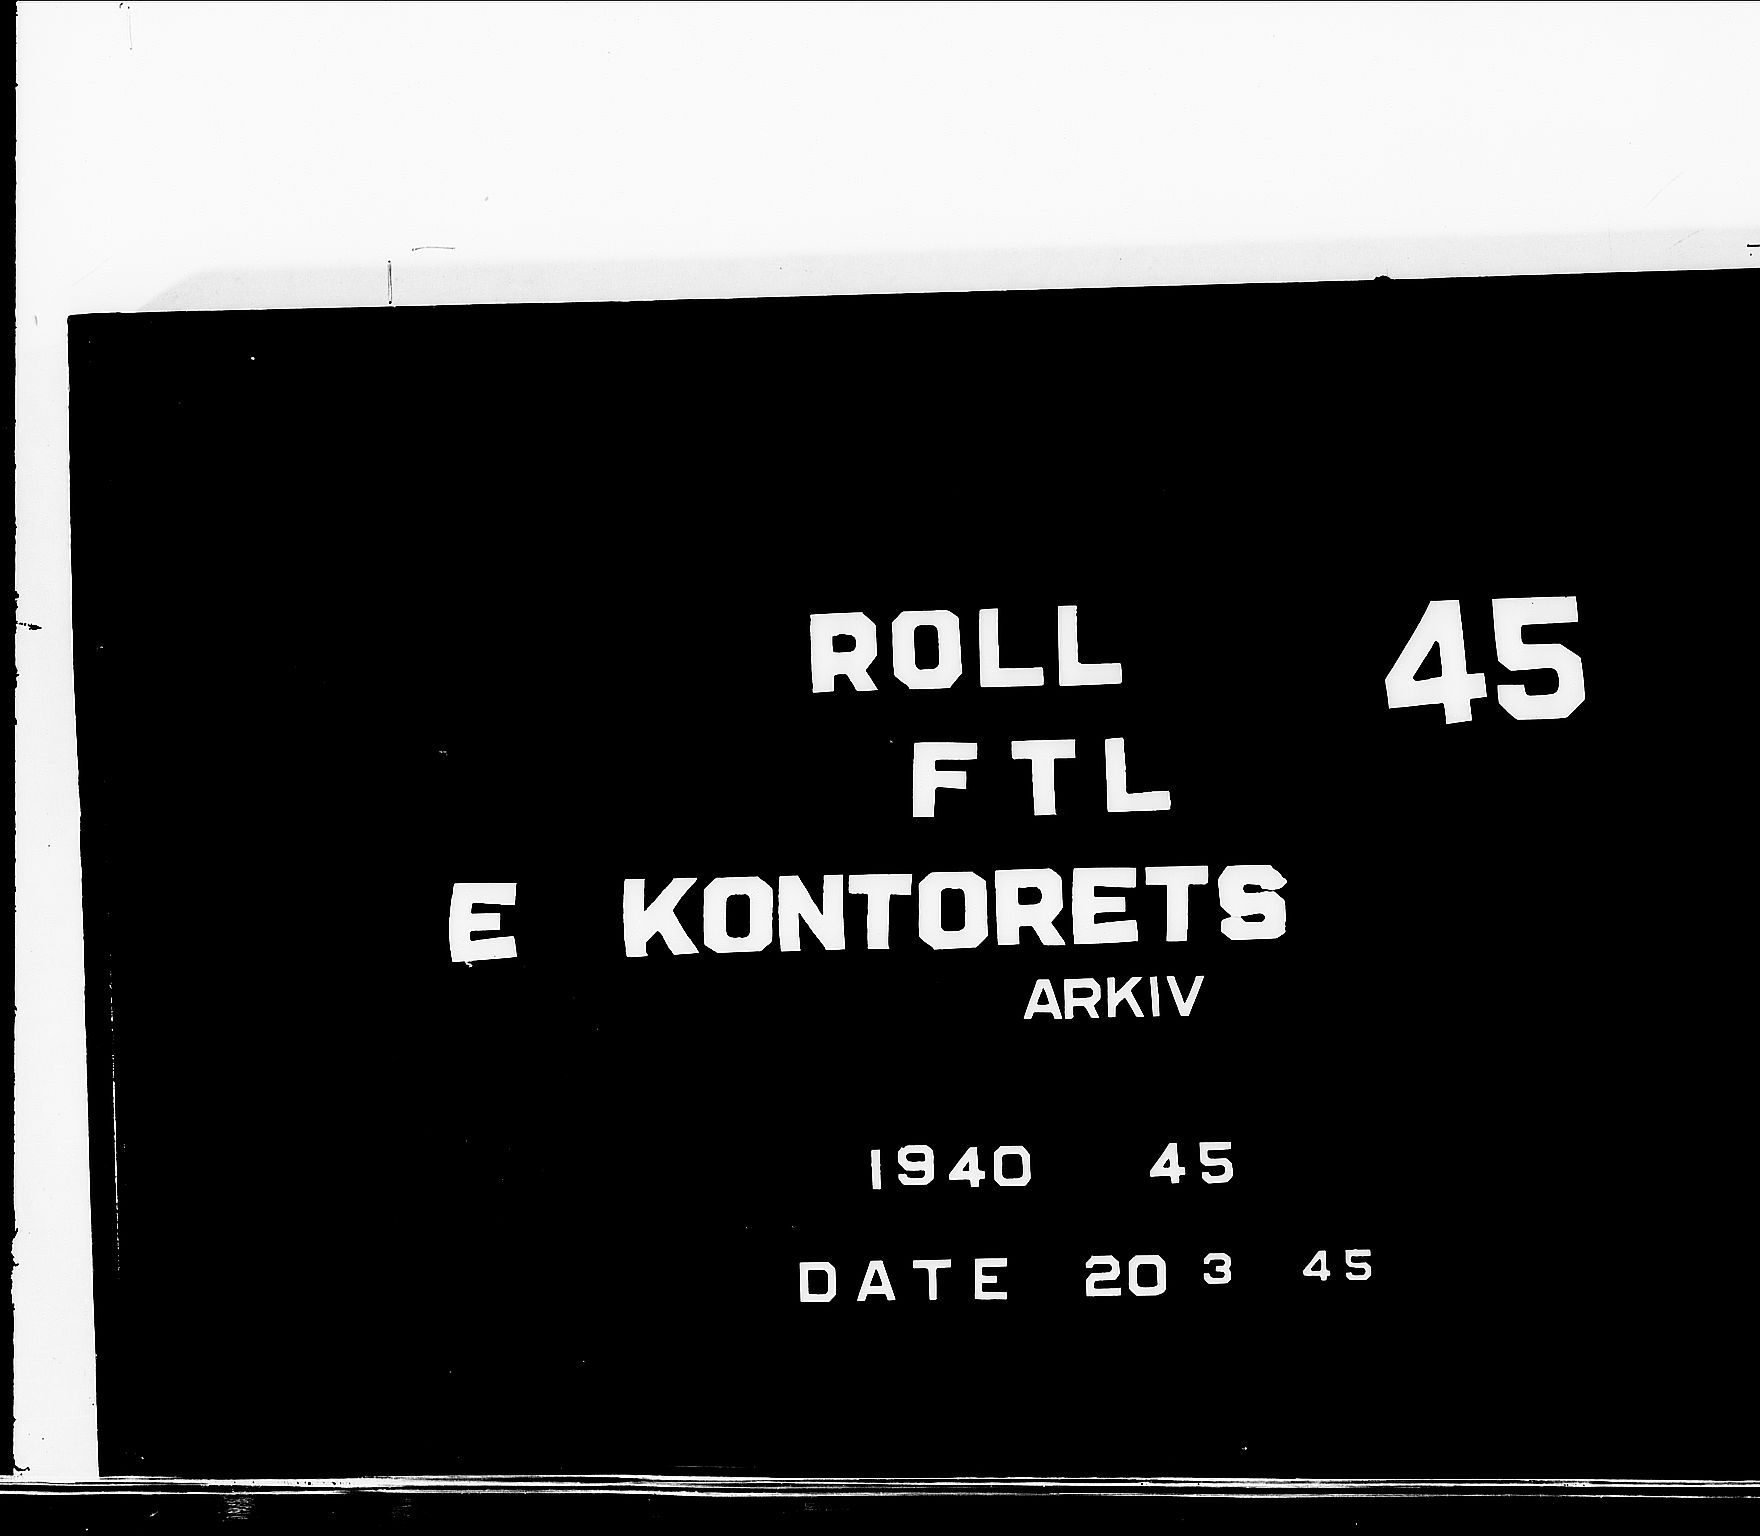 ROLL 45
FTL
E KONTORETS
ARKIV
1940 45
DATE 20 3 45